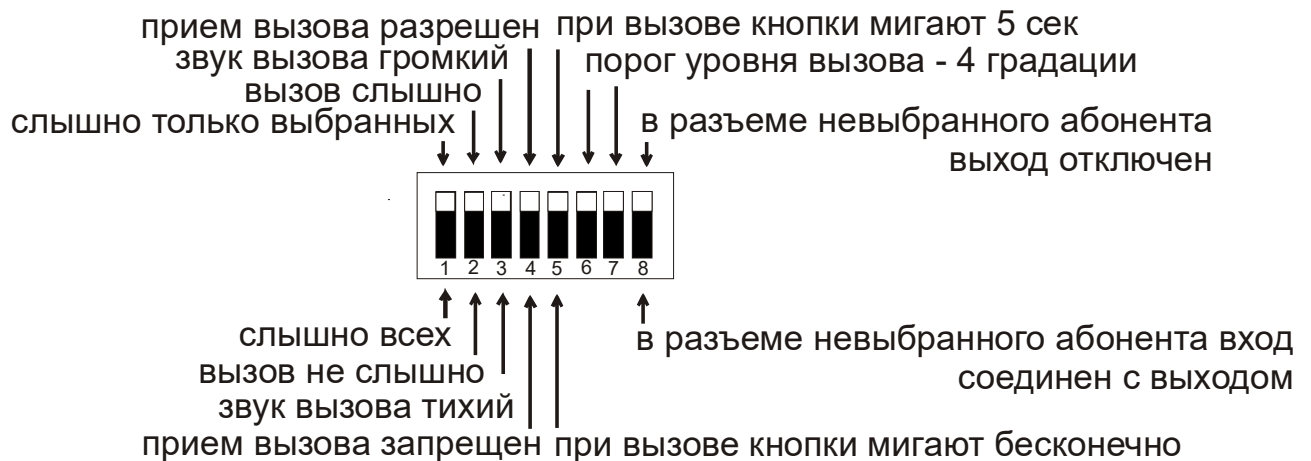 прием вызова разрешен
при вызове кнопки мигают 5 сек
звук вызова громкий
порог уровня вызова - 4 градации
вызов слышно
слышно только выбранных
в разъеме невыбранного абонента
выход отключен
1 2 3 4 5 6 7 8
слышно всех
в разъеме невыбранного абонента вход
вызов не слышно
соединен с выходом
звук вызова тихий
прием вызова запрещен
при вызове кнопки мигают бесконечно